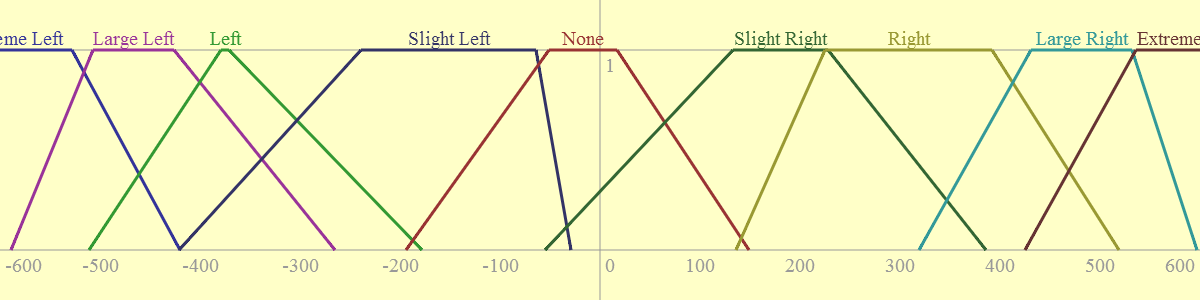 eme Left Large Left Left Slight Left None Slight Right Right Large Right Extreme
1
-600 -500 -400 -300 -200 -100 0 100 200 300 400 500 600